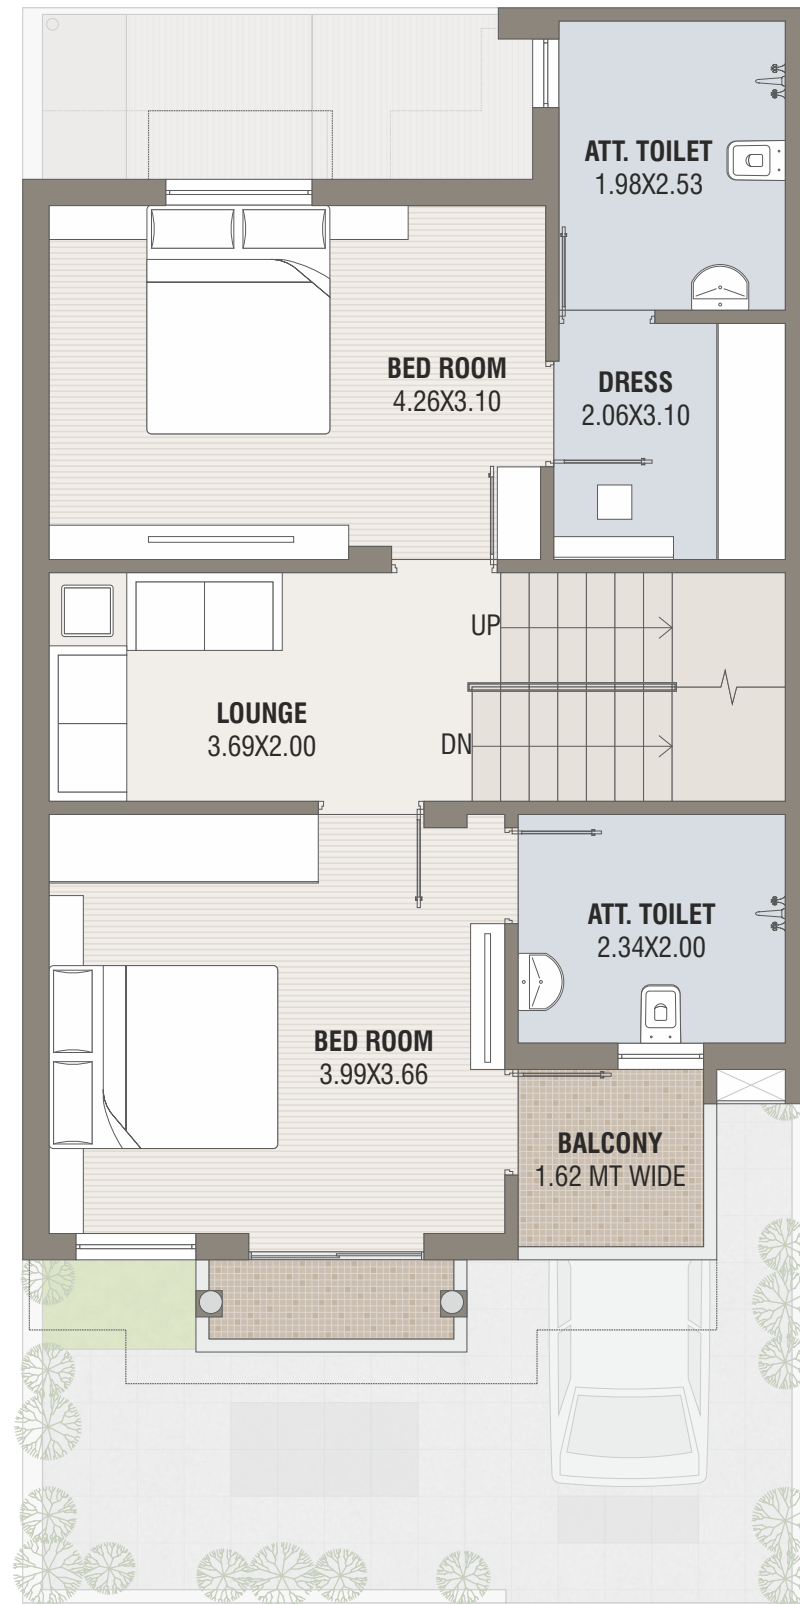 ATT. TOILET
1.98X2.53
BED ROOM
4.26X3.10
DRESS
2.06X3.10
UP
LOUNGE
3.69X2.00
DN
ATT. TOILET
2.34X2.00
BED ROOM
3.99X3.66
BALCONY
1.62 MT WIDE